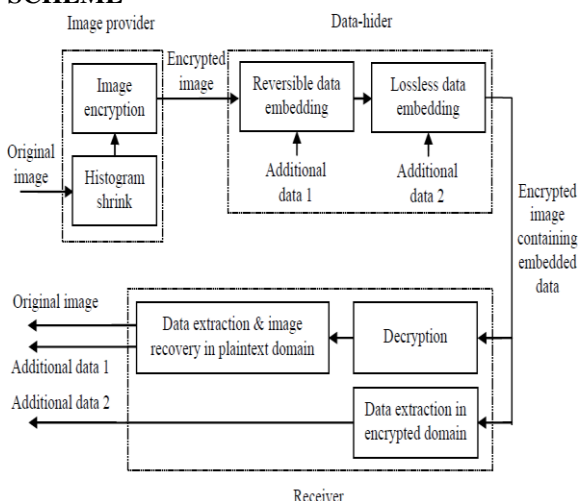 SCHEME
Image provider
Data-hider
Encrypted
image
Image
encryption
Reversible data
embedding
Lossless data
embedding
Original
image
Histogram
shrink
Additional
data 1
Additional
data 2
Encrypted
image
containing
embedded
data
Original image
Data extraction & image
recovery in plaintext domain
Decryption
Additional data 1
Additional data 2
Data extraction in
encrypted domain
Receiver